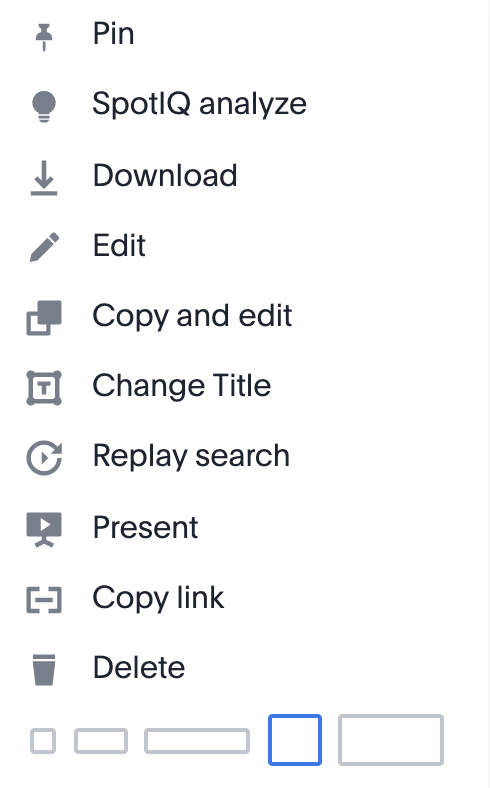 Pin
SpotIQ analyze
Download
Edit
Copy and edit
Change Title
Replay search
Present
Copy link
Delete